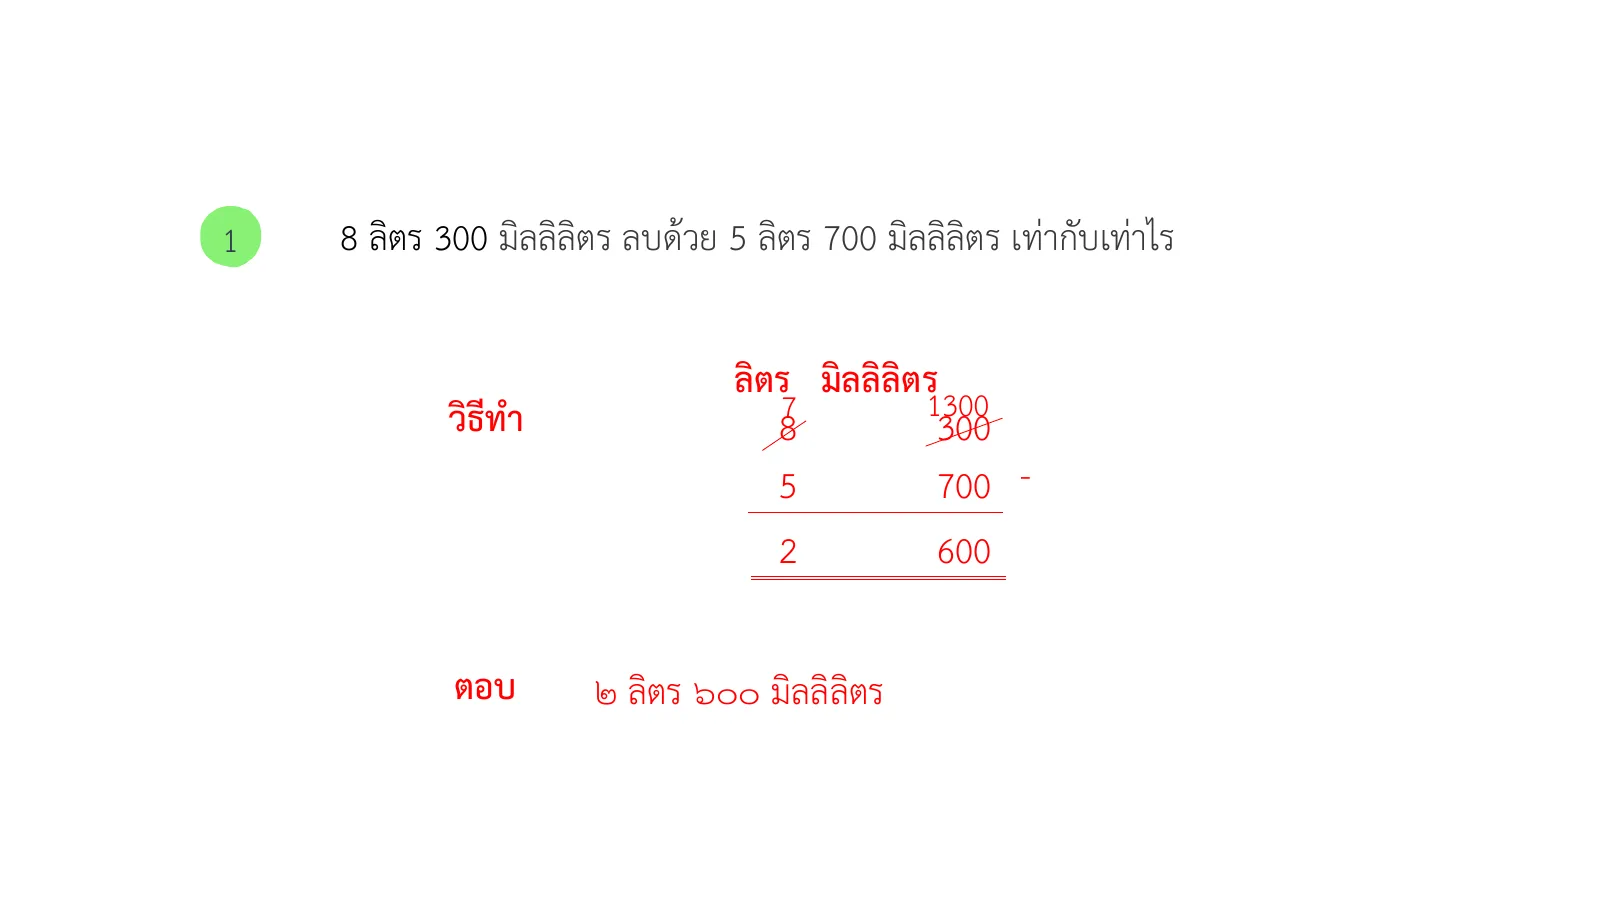 1 8 ลิตร 300 มิลลิลิตร ลบด้วย 5 ลิตร 700 มิลลิลิตร เท่ากับเท่าไร
ลิตร มิลลิลิตร
7 1300
วิธีทำ 8 300
5 700 -
2 600
ตอบ ๒ ลิตร ๖๐๐ มิลลิลิตร